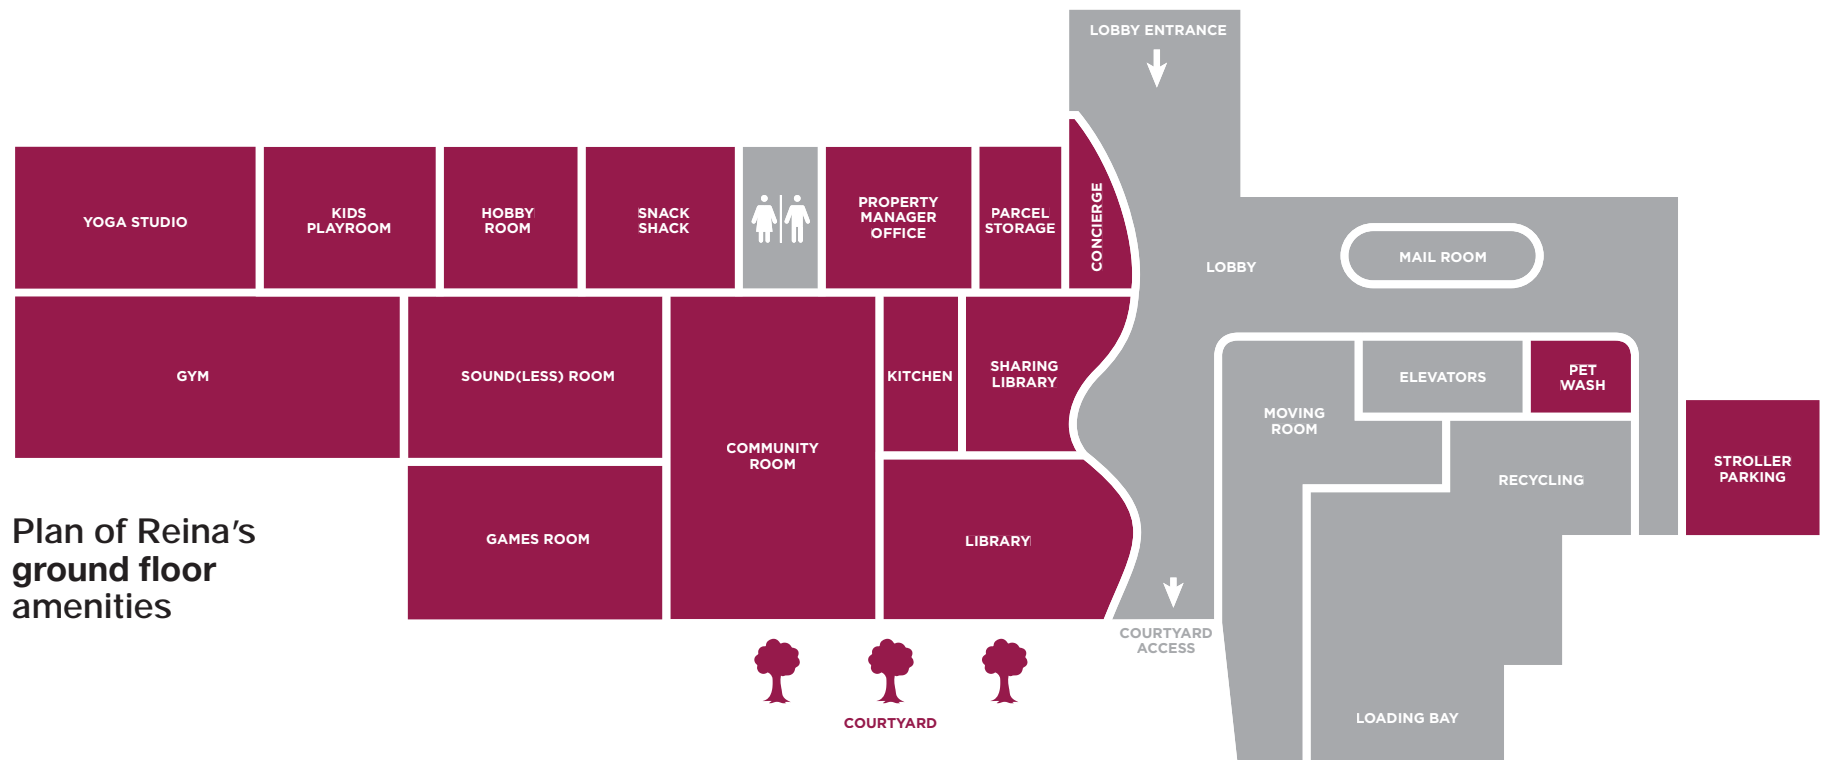 LOBBY ENTRANCE
YOGA STUDIO
KIDS
PLAYROOM
HOBBY
ROOM
SNACK
SHACK
PROPERTY
MANAGER
OFFICE
PARCEL
STORAGE
CONCIERGE
LOBBY
MAIL ROOM
GYM
SOUND(LESS) ROOM
COMMUNITY
ROOM
KITCHEN
SHARING
LIBRARY
MOVING
ROOM
ELEVATORS
PET
WASH
STROLLER
PARKING
RECYCLING
GAMES ROOM
LIBRARY
Plan of Reina’s
ground floor
amenities
COURTYARD
ACCESS
COURTYARD
LOADING BAY